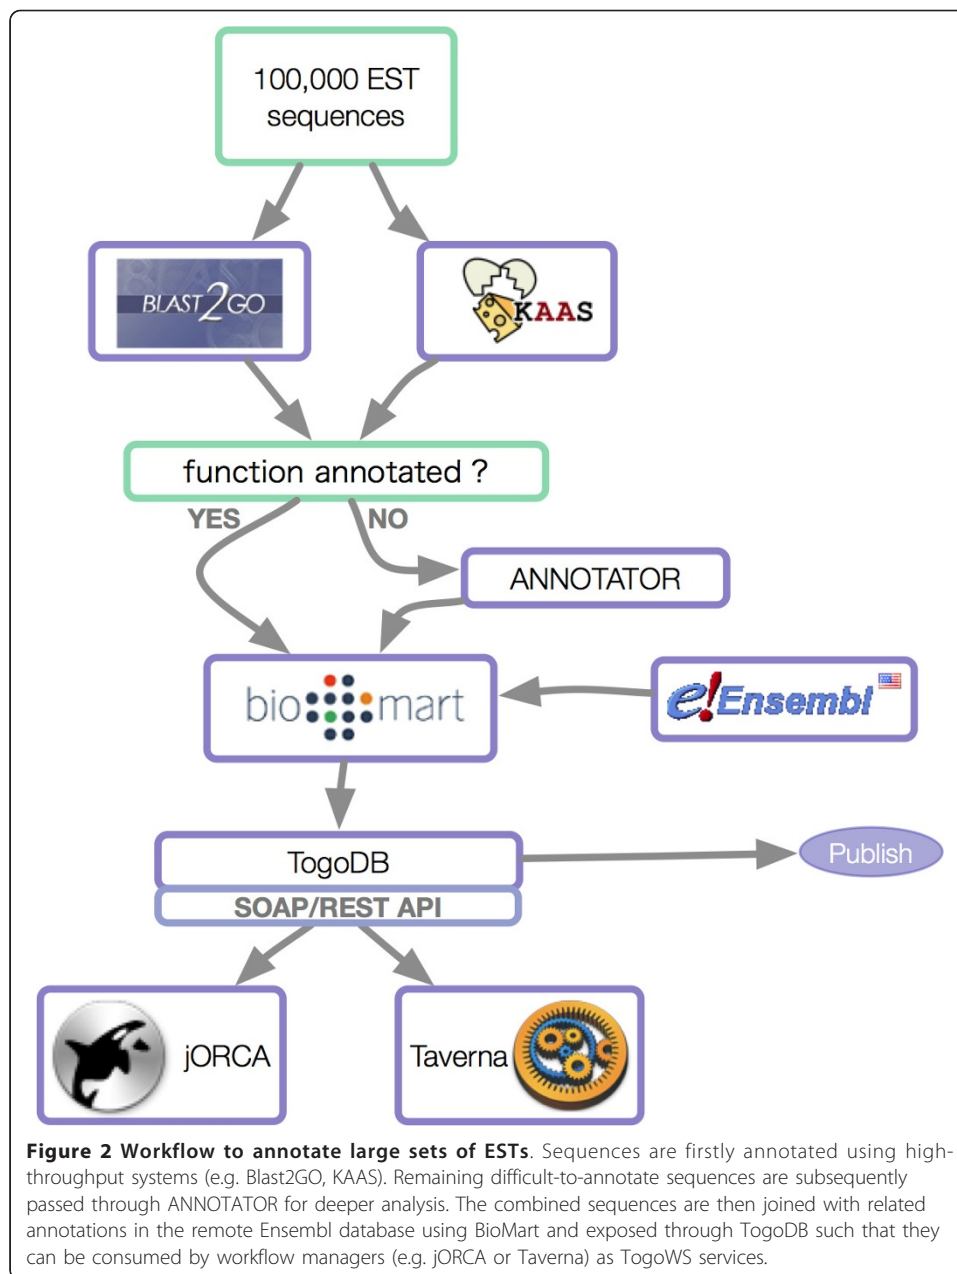 100,000 EST
sequences
BLAST2GO
KAAS
function annotated ?
YES
NO
ANNOTATOR
bio mart
e!Ensembl
TogoDB
Publish
SOAP/REST API
jORCA
Taverna
Figure 2 Workflow to annotate large sets of ESTs. Sequences are firstly annotated using high-
throughput systems (e.g. Blast2GO, KAAS). Remaining difficult-to-annotate sequences are subsequently
passed through ANNOTATOR for deeper analysis. The combined sequences are then joined with related
annotations in the remote Ensembl database using BioMart and exposed through TogoDB such that they
can be consumed by workflow managers (e.g. jORCA or Taverna) as TogoWS services.